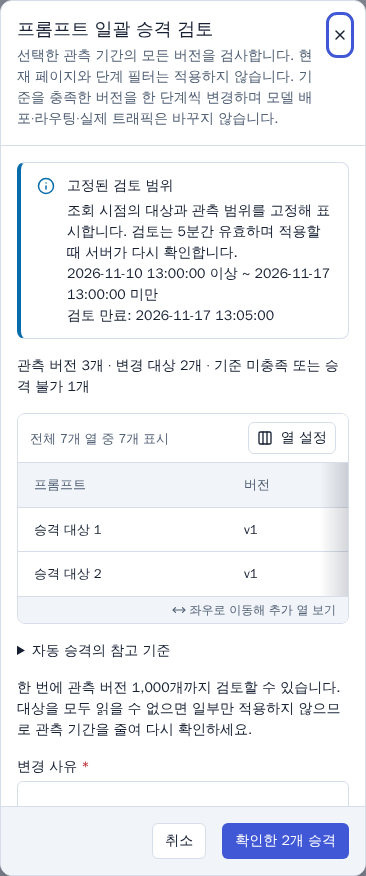 프롬프트 일괄 승격 검토
선택한 관측 기간의 모든 버전을 검사합니다. 현
재 페이지와 단계 필터는 적용하지 않습니다. 기
준을 충족한 버전을 한 단계씩 변경하며 모델 배
포·라우팅·실제 트래픽은 바꾸지 않습니다.
고정된 검토 범위
조회 시점의 대상과 관측 범위를 고정해 표
시합니다. 검토는 5분간 유효하며 적용할
때 서버가 다시 확인합니다.
2026-11-10 13:00:00 이상 ~ 2026-11-17
13:00:00 미만
검토 만료: 2026-11-17 13:05:00
관측 버전 3개 · 변경 대상 2개 · 기준 미충족 또는 승
격 불가 1개
전체 7개 열 중 7개 표시
열 설정
프롬프트 버전
승격 대상 1 v1
승격 대상 2 v1
좌우로 이동해 추가 열 보기
자동 승격의 참고 기준
한 번에 관측 버전 1,000개까지 검토할 수 있습니다.
대상을 모두 읽을 수 없으면 일부만 적용하지 않으므
로 관측 기간을 줄여 다시 확인하세요.
변경 사유 *
취소
확인한 2개 승격